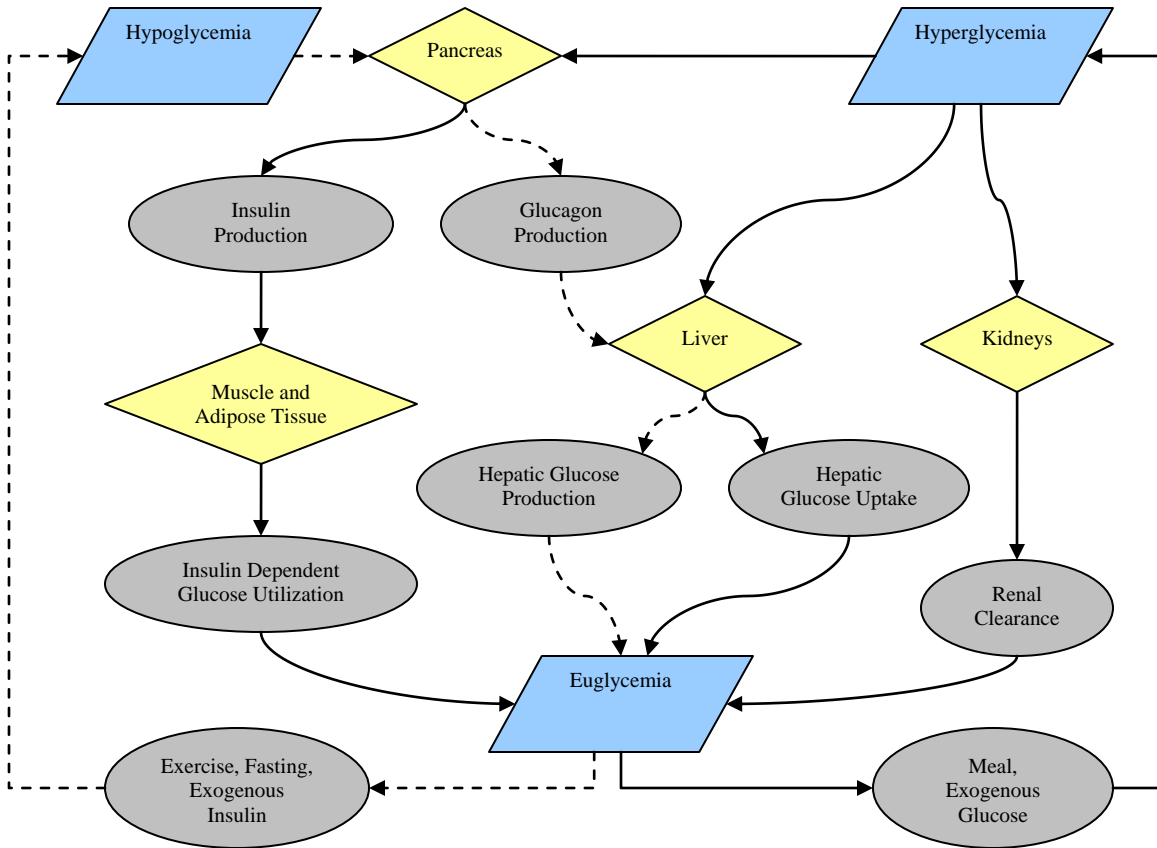 Hypoglycemia
Pancreas
Hyperglycemia
Insulin
Production
Glucagon
Production
Liver
Kidneys
Muscle and
Adipose Tissue
Hepatic Glucose
Production
Hepatic
Glucose Uptake
Insulin Dependent
Glucose Utilization
Renal
Clearance
Euglycemia
Exercise, Fasting,
Exogenous
Insulin
Meal,
Exogenous
Glucose